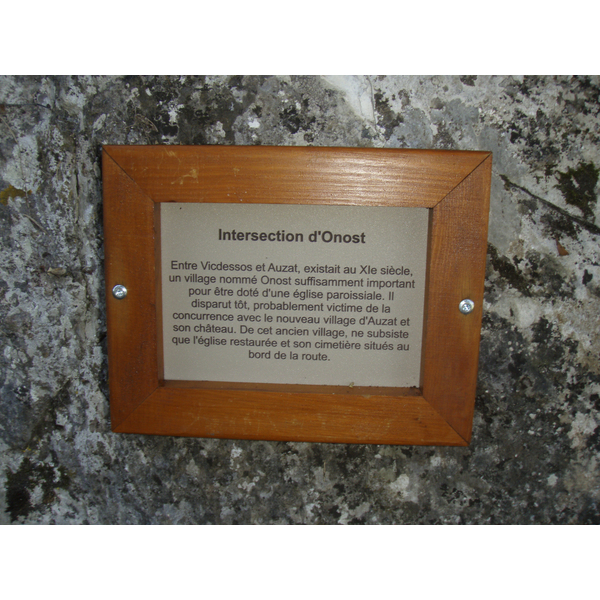 Intersection d'Onost
Entre Vicdessos et Auzat, existait au XIe siècle,
un village nommé Onost suffisamment important
pour être doté d'une église paroissiale. Il
disparut tôt, probablement victime de la
concurrence avec le nouveau village d'Auzat et
son château. De cet ancien village, ne subsiste
que l'église restaurée et son cimetière situés au
bord de la route.